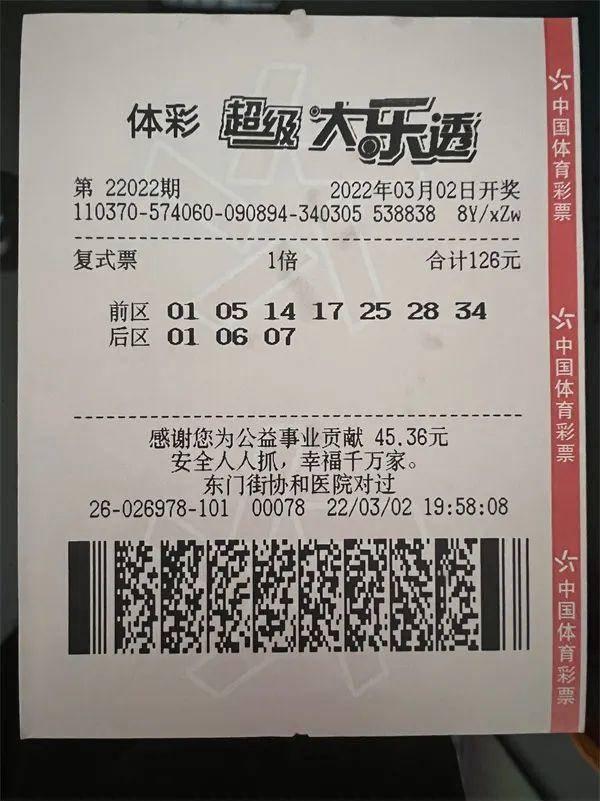 体彩 超级大乐透
第 22022期 2022年03月02日开奖
110370-574060-090894-340305 538838 8Y/xZw
复式票 1倍 合计126元
前区 01 05 14 17 25 28 34
后区 01 06 07
感谢您为公益事业贡献 45.36元
安全人人抓，幸福千万家。
东门街协和医院对过
26-026978-101 00078 22/03/02 19:58:08
中国体育彩票
中国体育彩票
中国体育彩票